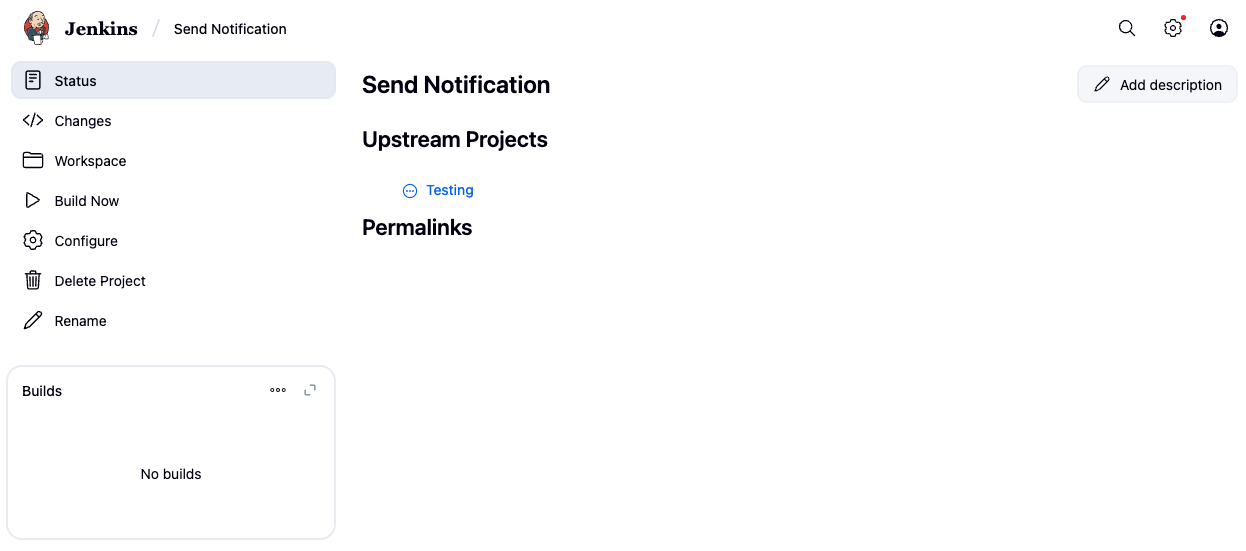 Jenkins / Send Notification
Status
Changes
Workspace
Build Now
Configure
Delete Project
Rename
Builds
No builds
Send Notification
Add description
Upstream Projects
Testing
Permalinks